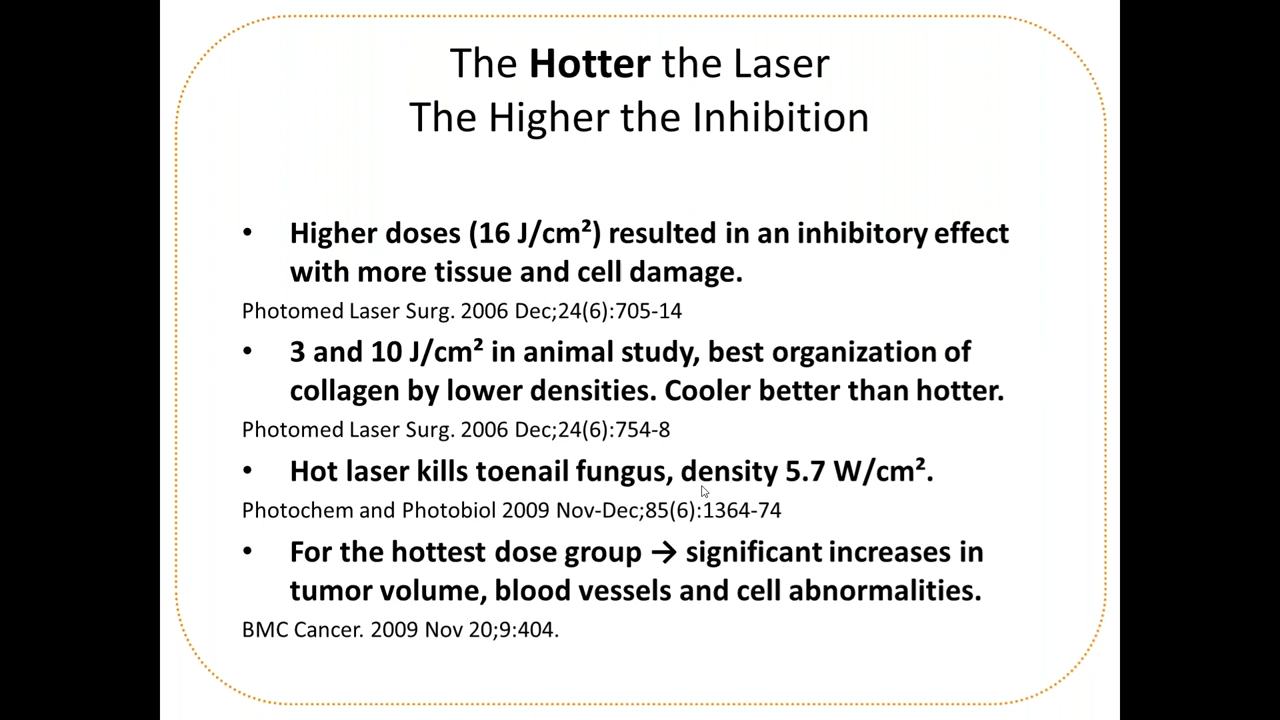 The Hotter the Laser
The Higher the Inhibition
• Higher doses (16 J/cm²) resulted in an inhibitory effect
with more tissue and cell damage.
Photomed Laser Surg. 2006 Dec;24(6):705-14
• 3 and 10 J/cm² in animal study, best organization of
collagen by lower densities. Cooler better than hotter.
Photomed Laser Surg. 2006 Dec;24(6):754-8
• Hot laser kills toenail fungus, density 5.7 W/cm².
Photochem and Photobiol 2009 Nov-Dec;85(6):1364-74
• For the hottest dose group → significant increases in
tumor volume, blood vessels and cell abnormalities.
BMC Cancer. 2009 Nov 20;9:404.